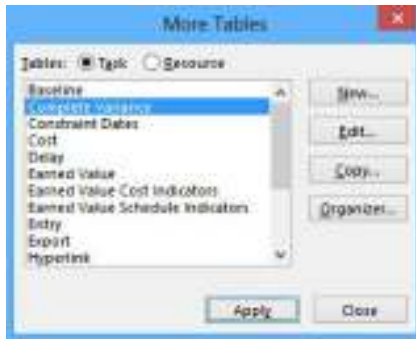 More Tables
Tables: Task Resource
Baseline
Complete Variance
Constraint Dates
Cost
Delay
Earned Value
Earned Value Cost Indicators
Earned Value Schedule Indicators
Entry
Export
Hyperlink
New...
Edit...
Copy...
Organizer...
Apply
Close